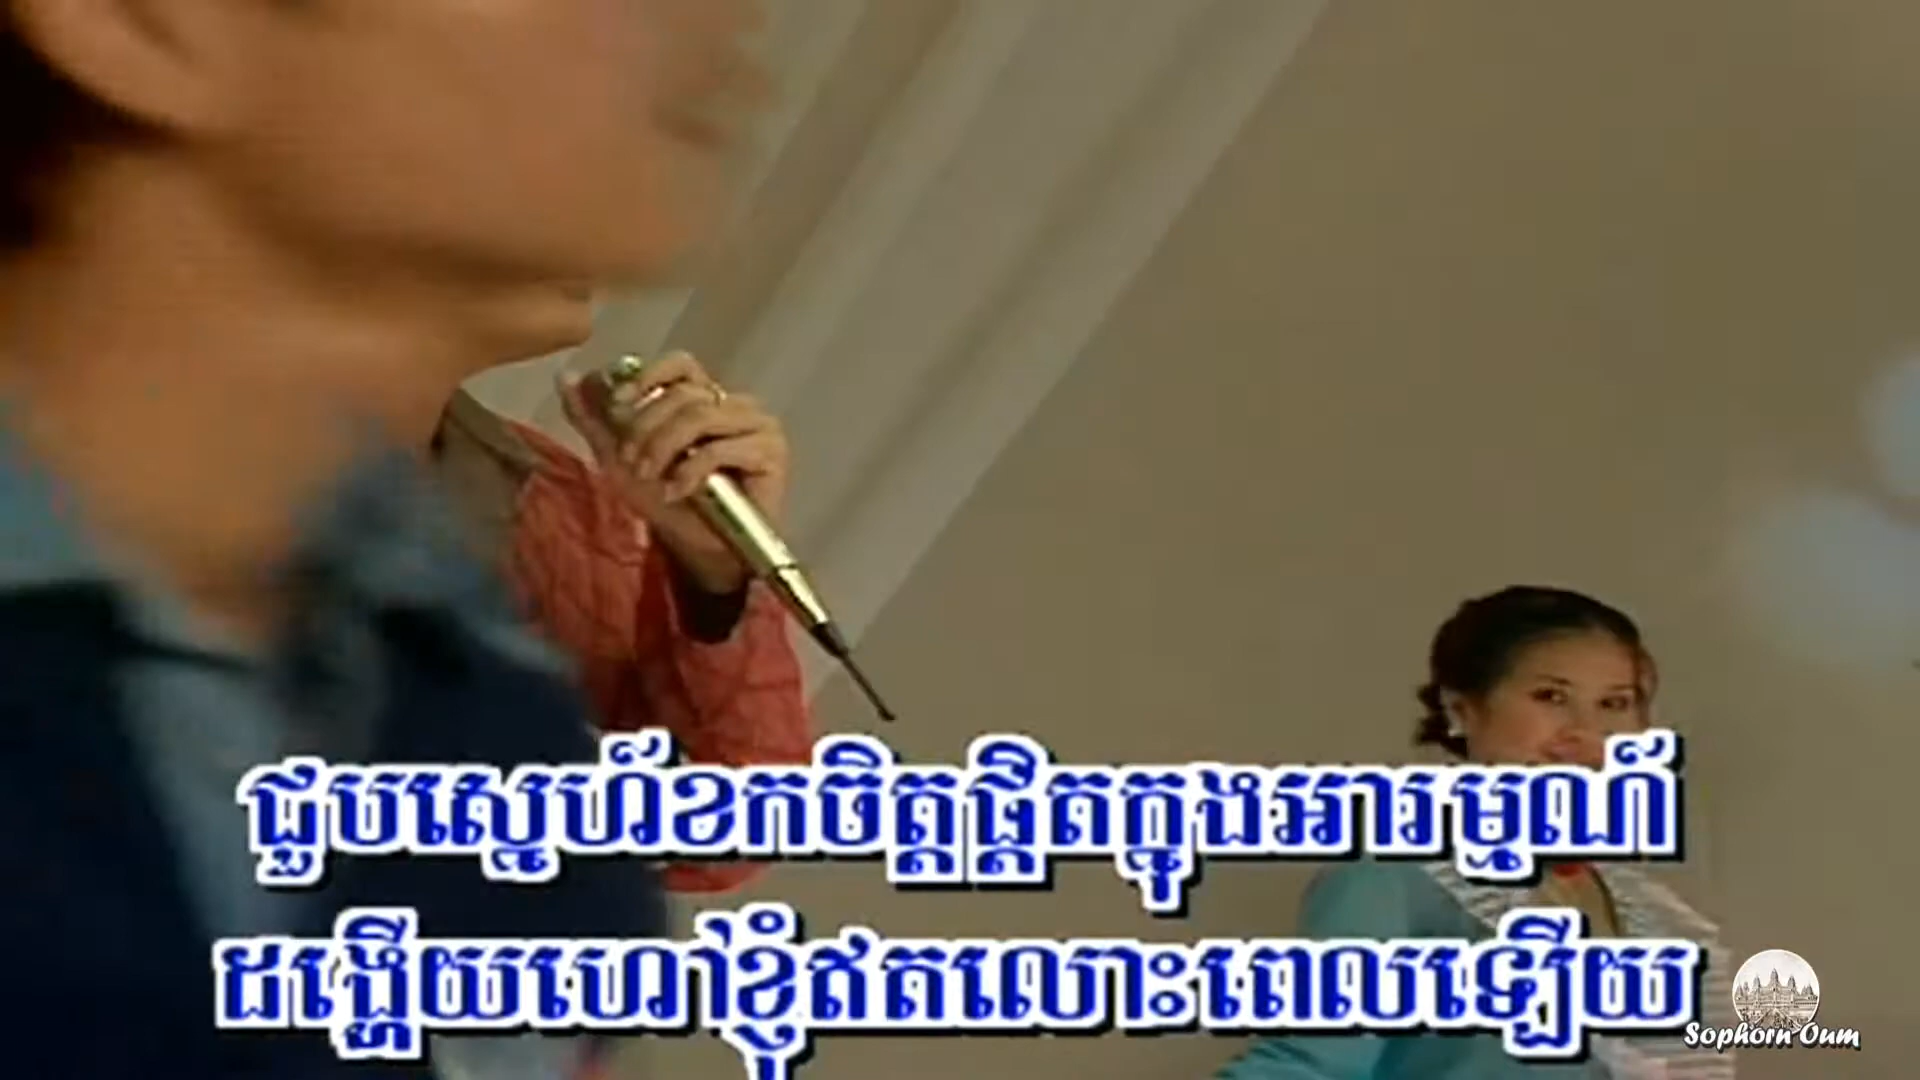 ជួបស្នេហ៍ខកចិត្តផ្តិតក្នុងអារម្មណ៍
ដង្ហើយហៅខ្ញុំឥតលោះពេលឡើយ
Sophorn Oum